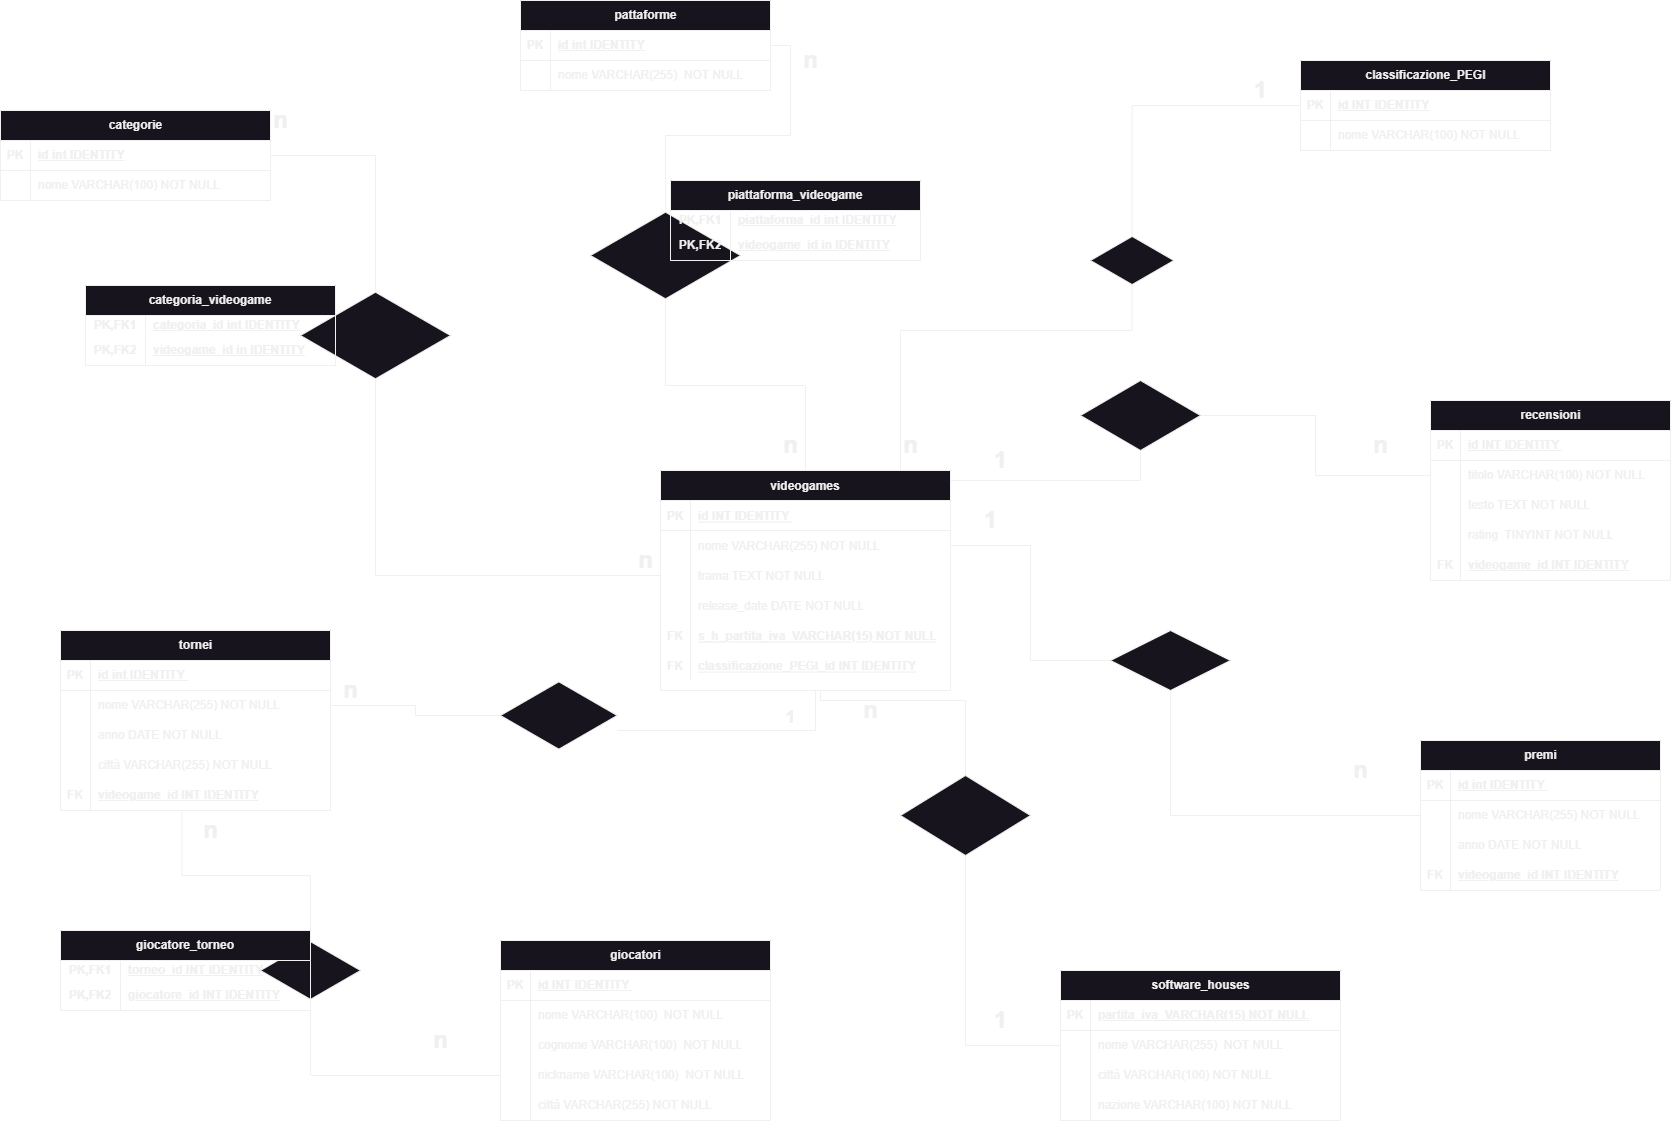 pattaforme
PK id int IDENTITY
nome VARCHAR(255) NOT NULL
n
classificazione_PEGI
PK id INT IDENTITY
nome VARCHAR(100) NOT NULL
1
categorie
PK id int IDENTITY
nome VARCHAR(100) NOT NULL
n
piattaforma_videogame
PK,FK1 piattaforma_id int IDENTITY
PK,FK2 videogame_id in IDENTITY
categoria_videogame
PK,FK1 categoria_id int IDENTITY
PK,FK2 videogame_id in IDENTITY
n
n
1
n
recensioni
PK id INT IDENTITY
titolo VARCHAR(100) NOT NULL
testo TEXT NOT NULL
rating TINYINT NOT NULL
FK videogame_id INT IDENTITY
videogames
PK id INT IDENTITY
nome VARCHAR(255) NOT NULL
trama TEXT NOT NULL
release_date DATE NOT NULL
FK s_h_partita_iva VARCHAR(15) NOT NULL
FK classificazione_PEGI_id INT IDENTITY
1
n
tornei
PK id int IDENTITY
nome VARCHAR(255) NOT NULL
anno DATE NOT NULL
città VARCHAR(255) NOT NULL
FK videogame_id INT IDENTITY
n
1
n
n
premi
PK id int IDENTITY
nome VARCHAR(255) NOT NULL
anno DATE NOT NULL
FK videogame_id INT IDENTITY
n
giocatore_torneo
PK,FK1 torneo_id INT IDENTITY
PK,FK2 giocatore_id INT IDENTITY
n
giocatori
PK id INT IDENTITY
nome VARCHAR(100) NOT NULL
cognome VARCHAR(100) NOT NULL
nickname VARCHAR(100) NOT NULL
città VARCHAR(255) NOT NULL
1
software_houses
PK partita_iva VARCHAR(15) NOT NULL
nome VARCHAR(255) NOT NULL
città VARCHAR(100) NOT NULL
nazione VARCHAR(100) NOT NULL